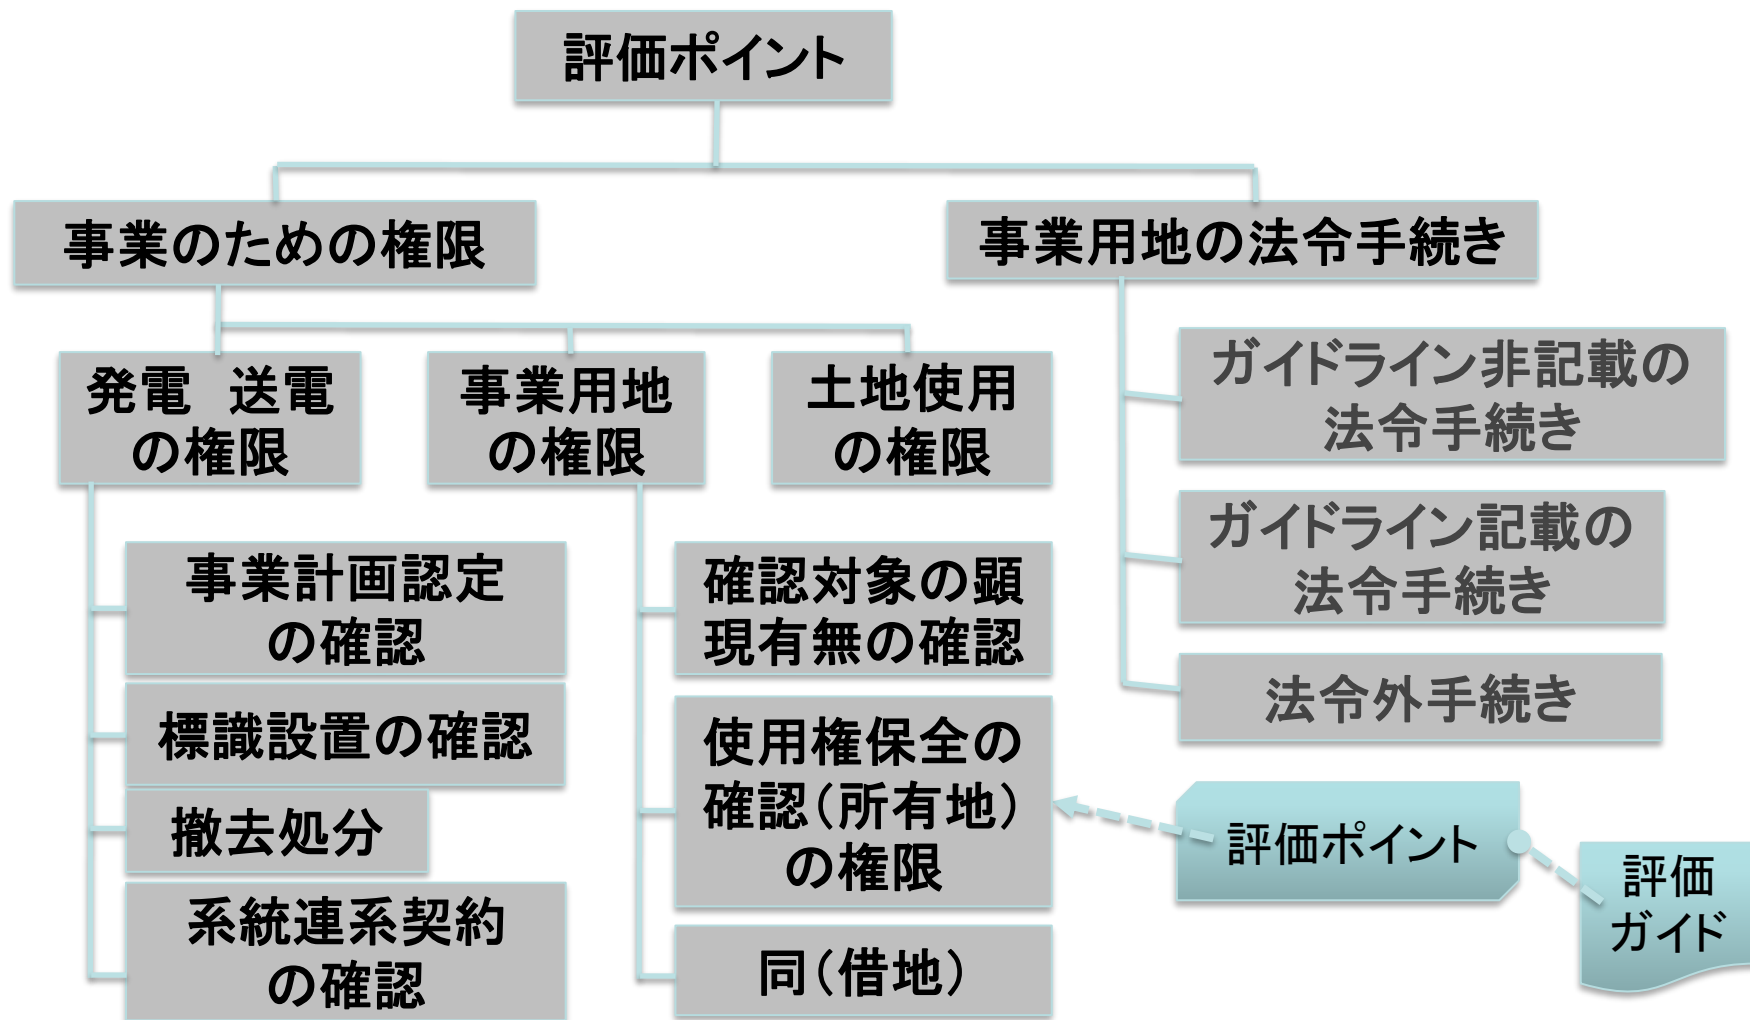 評価ポイント
事業のための権限
事業用地の法令手続き
発電　送電
の権限
事業用地
の権限
土地使用
の権限
ガイドライン非記載の
法令手続き
ガイドライン記載の
法令手続き
法令外手続き
事業計画認定
の確認
標識設置の確認
撤去処分
系統連系契約
の確認
確認対象の顕
現有無の確認
使用権保全の
確認（所有地）
の権限
同（借地）
評価ポイント
評価
ガイド